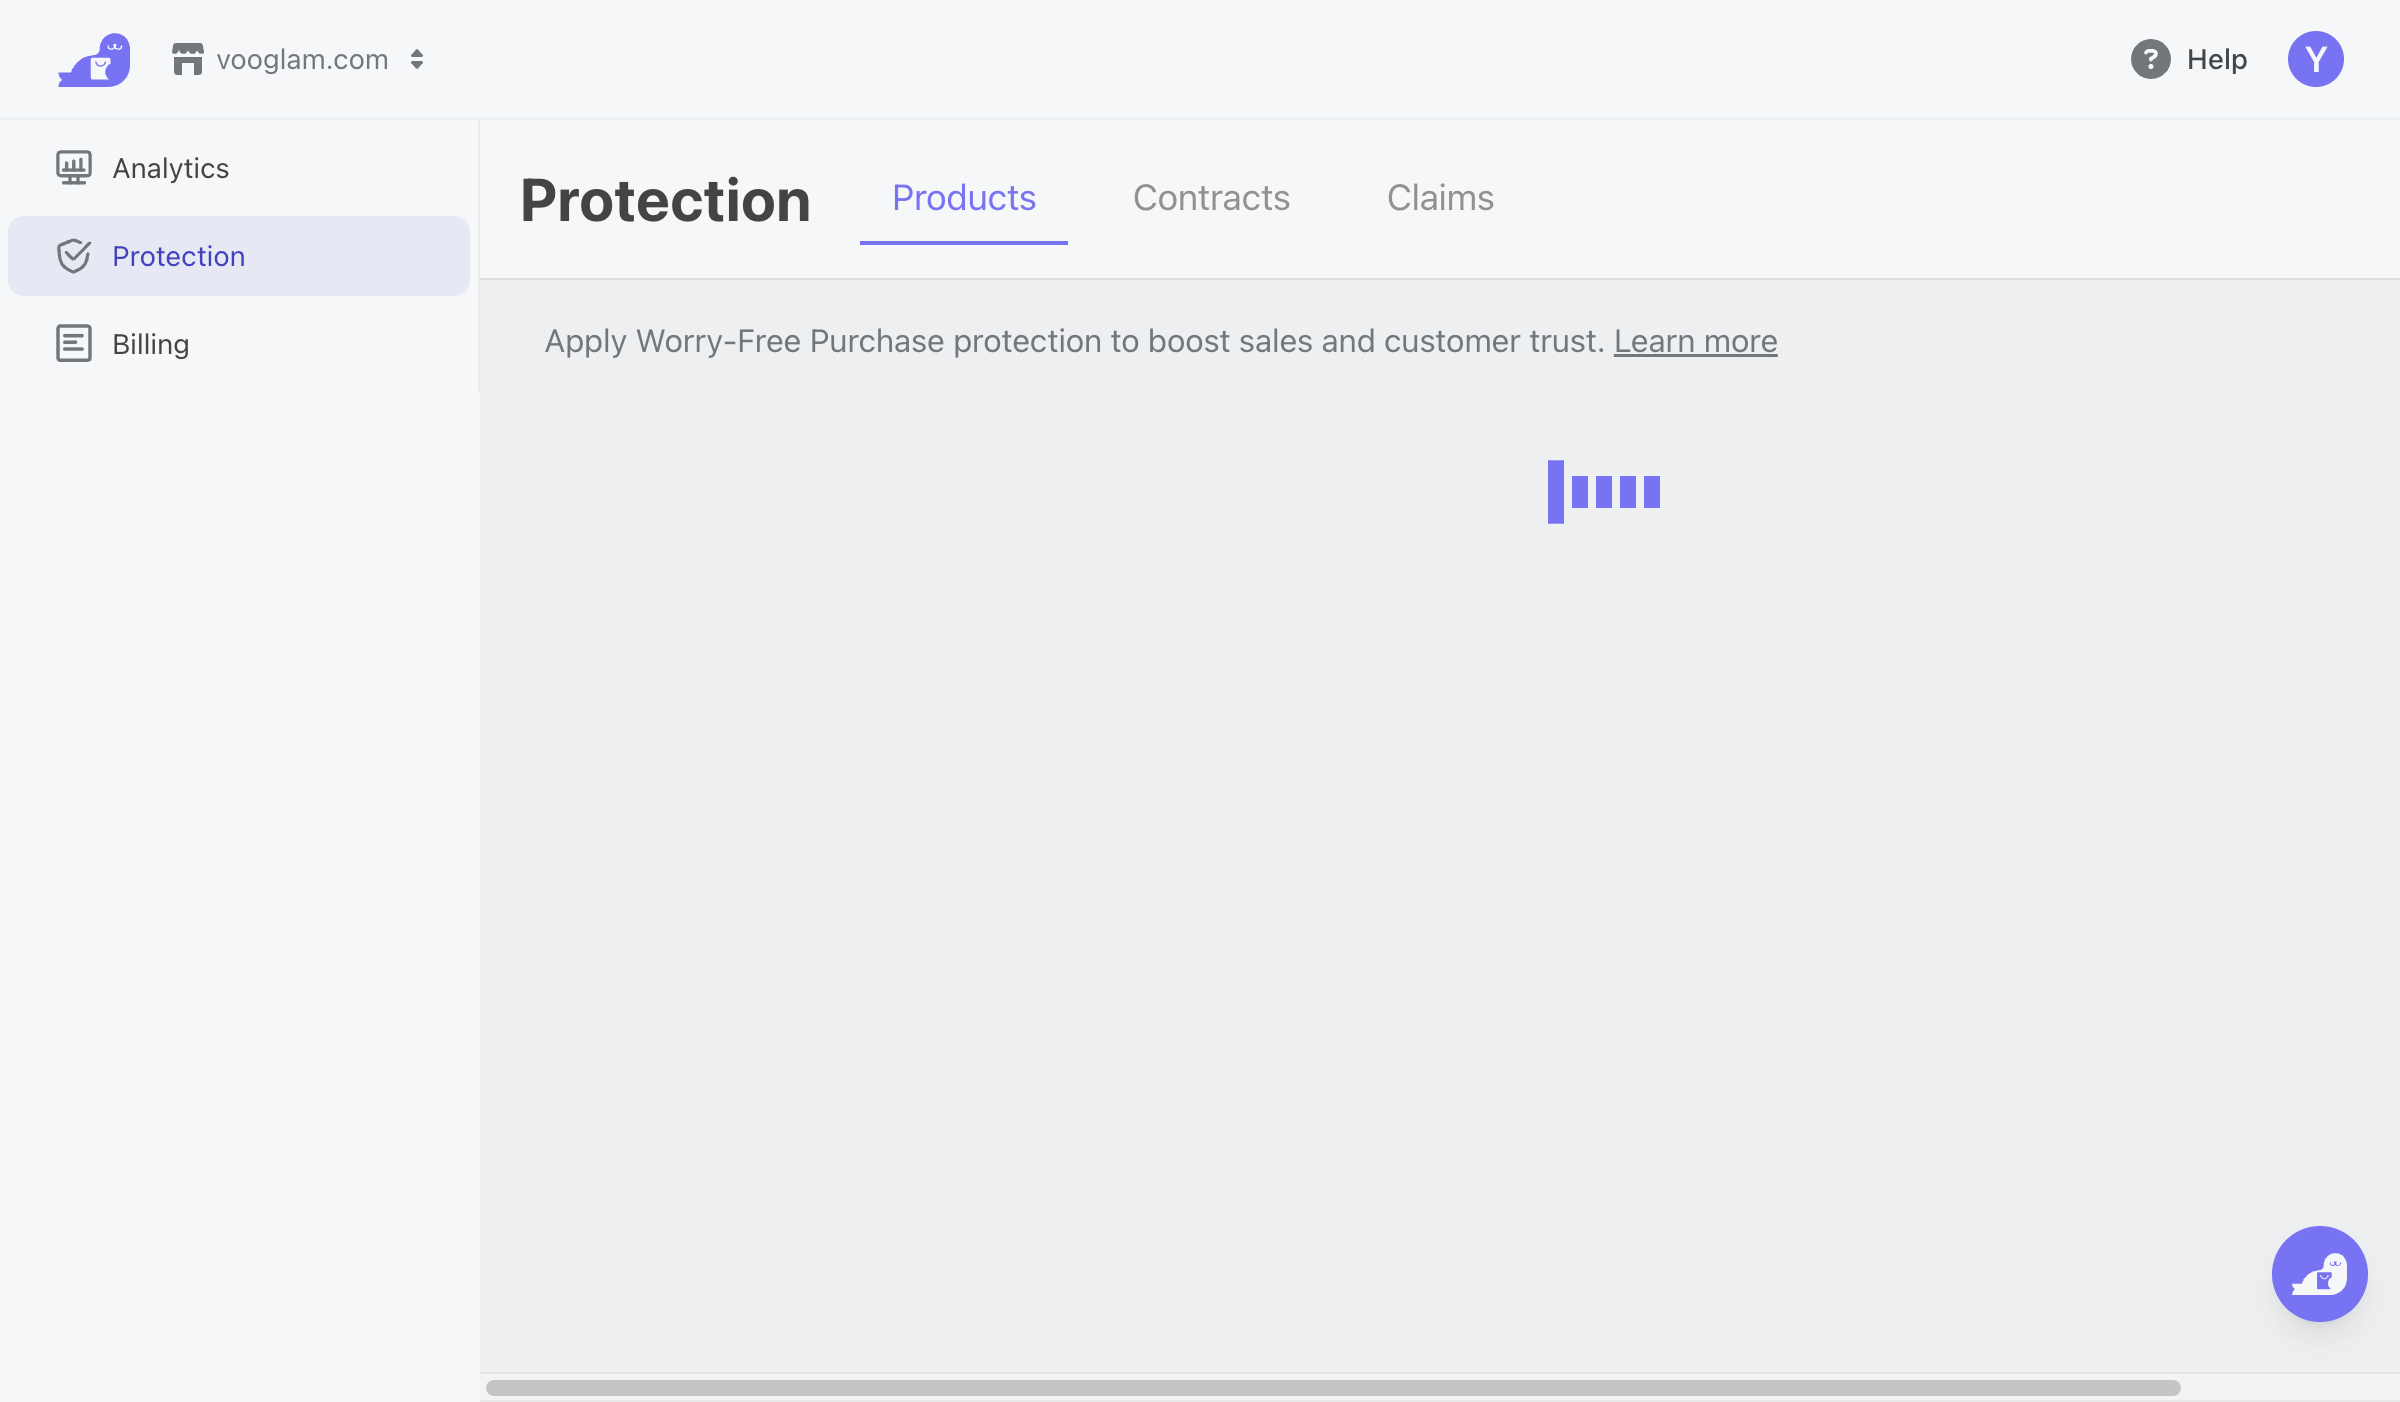 vooglam.com
? Help
Y
Analytics
Protection
Billing
Protection
Products
Contracts
Claims
Apply Worry-Free Purchase protection to boost sales and customer trust. Learn more